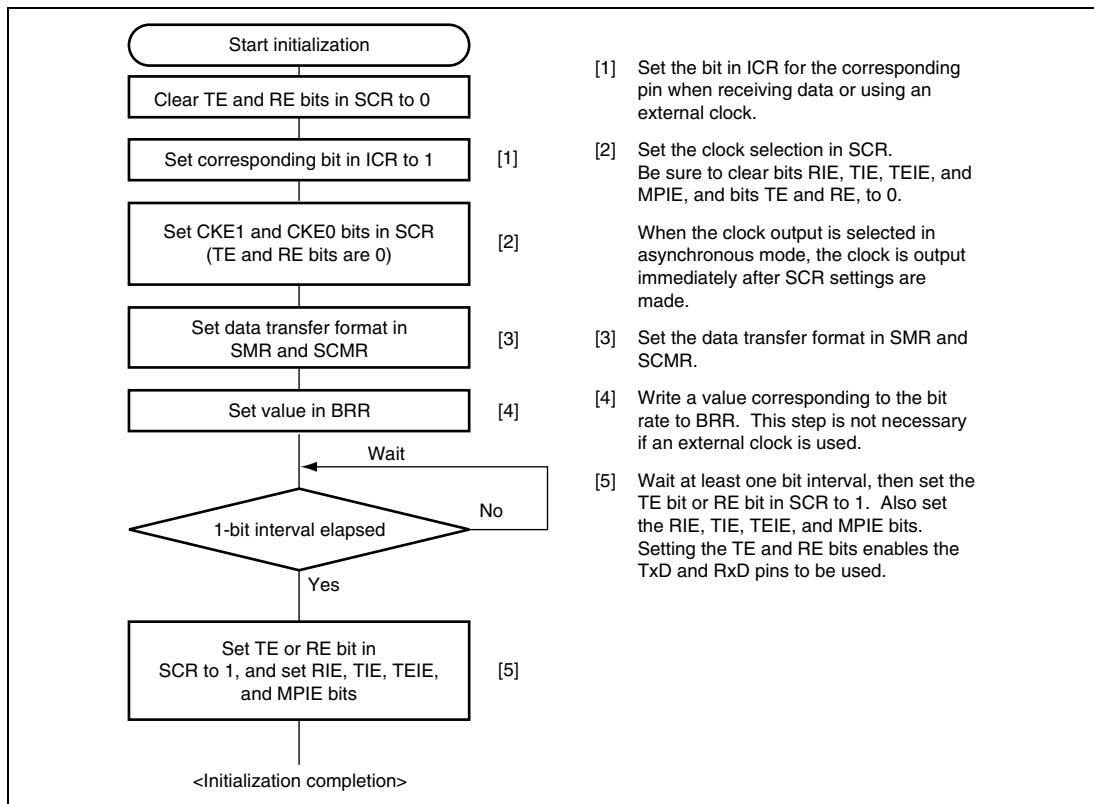 Start initialization
Clear TE and RE bits in SCR to 0
Set corresponding bit in ICR to 1
[1]
Set CKE1 and CKE0 bits in SCR
(TE and RE bits are 0)
[2]
Set data transfer format in
SMR and SCMR
[3]
Set value in BRR
[4]
Wait
No
1-bit interval elapsed
Yes
Set TE or RE bit in
SCR to 1, and set RIE, TIE, TEIE,
and MPIE bits
[5]
<Initialization completion>
[1] Set the bit in ICR for the corresponding
pin when receiving data or using an
external clock.
[2] Set the clock selection in SCR.
Be sure to clear bits RIE, TIE, TEIE, and
MPIE, and bits TE and RE, to 0.
When the clock output is selected in
asynchronous mode, the clock is output
immediately after SCR settings are
made.
[3] Set the data transfer format in SMR and
SCMR.
[4] Write a value corresponding to the bit
rate to BRR. This step is not necessary
if an external clock is used.
[5] Wait at least one bit interval, then set the
TE bit or RE bit in SCR to 1. Also set
the RIE, TIE, TEIE, and MPIE bits.
Setting the TE and RE bits enables the
TxD and RxD pins to be used.